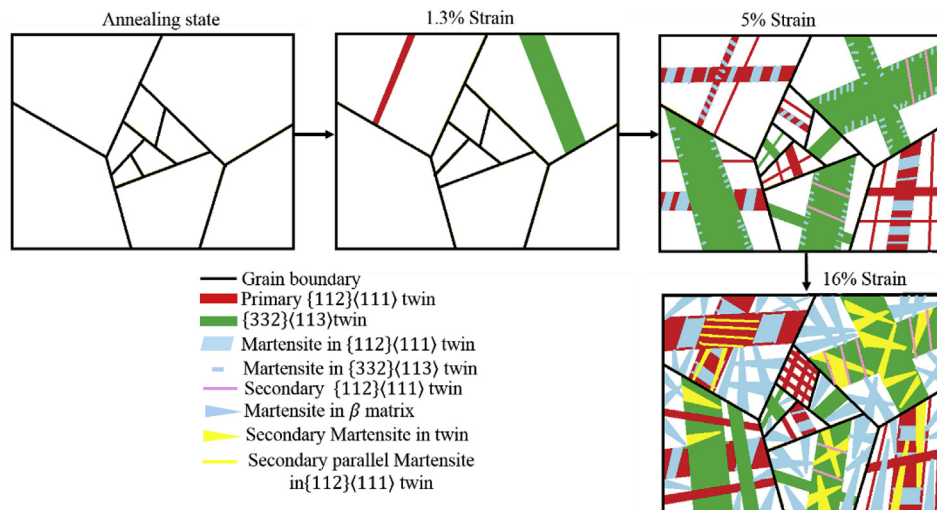 Annealing state
1.3% Strain
5% Strain
16% Strain
Grain boundary
Primary {112}⟨111⟩ twin
{332}⟨113⟩twin
Martensite in {112}⟨111⟩ twin
Martensite in {332}⟨113⟩ twin
Secondary {112}⟨111⟩ twin
Martensite in β matrix
Secondary Martensite in twin
Secondary parallel Martensite
in{112}⟨111⟩ twin